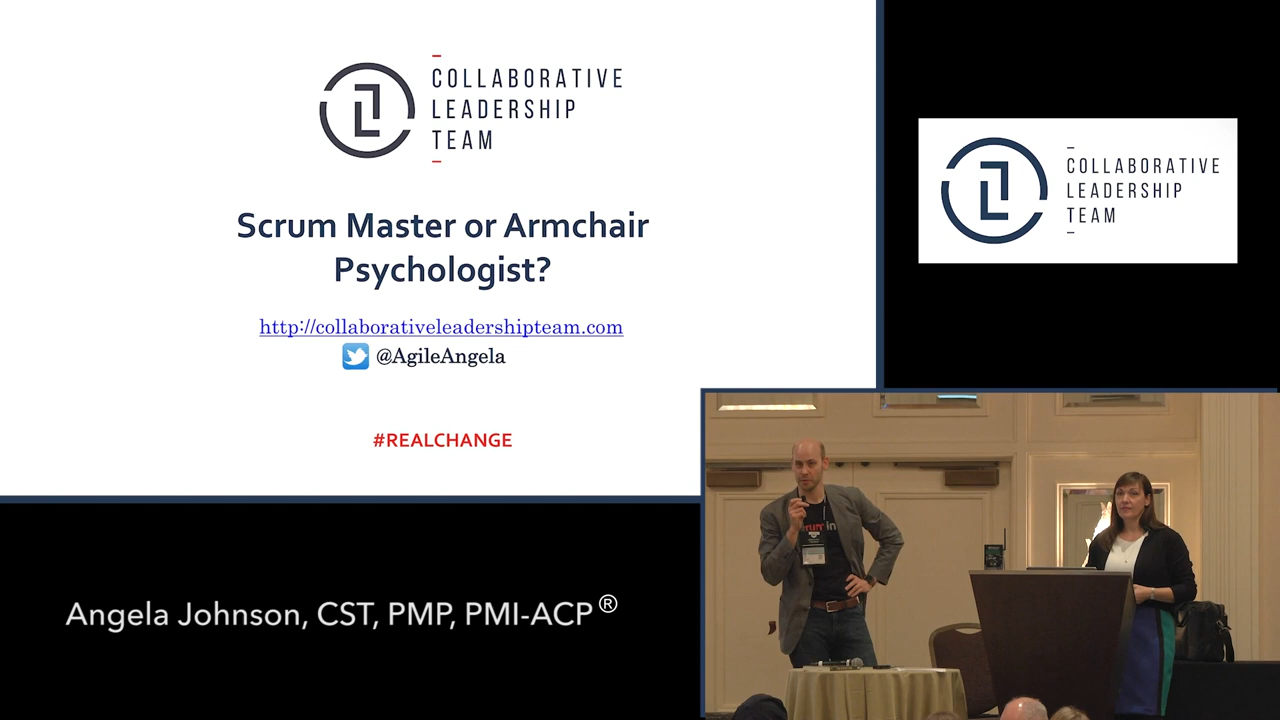 COLLABORATIVE
LEADERSHIP
TEAM
Scrum Master or Armchair
Psychologist?
http://collaborativeleadershipteam.com
@AgileAngela
#REALCHANGE
COLLABORATIVE
LEADERSHIP
TEAM
Angela Johnson, CST, PMP, PMI-ACP®